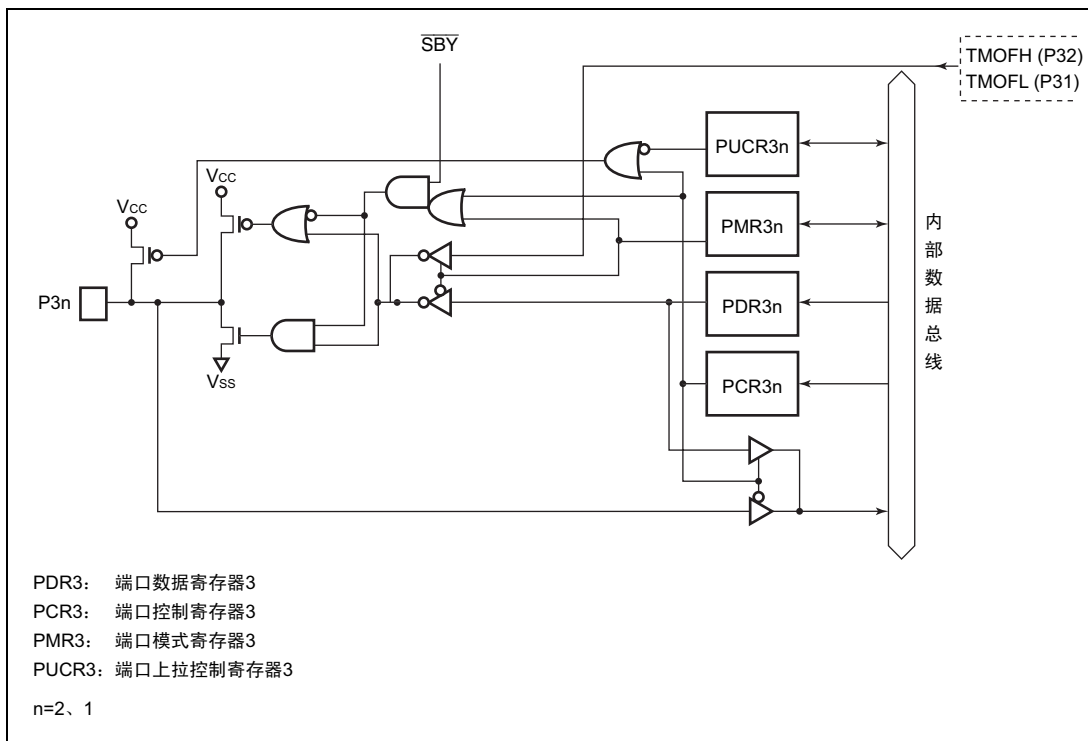 SBY
TMOFH (P32)
TMOFL (P31)
PUCR3n
VCC
VCC
PMR3n
P3n
PDR3n
VSS
PCR3n
内部数据总线
PDR3： 端口数据寄存器3
PCR3： 端口控制寄存器3
PMR3： 端口模式寄存器3
PUCR3：端口上拉控制寄存器3
n=2、1